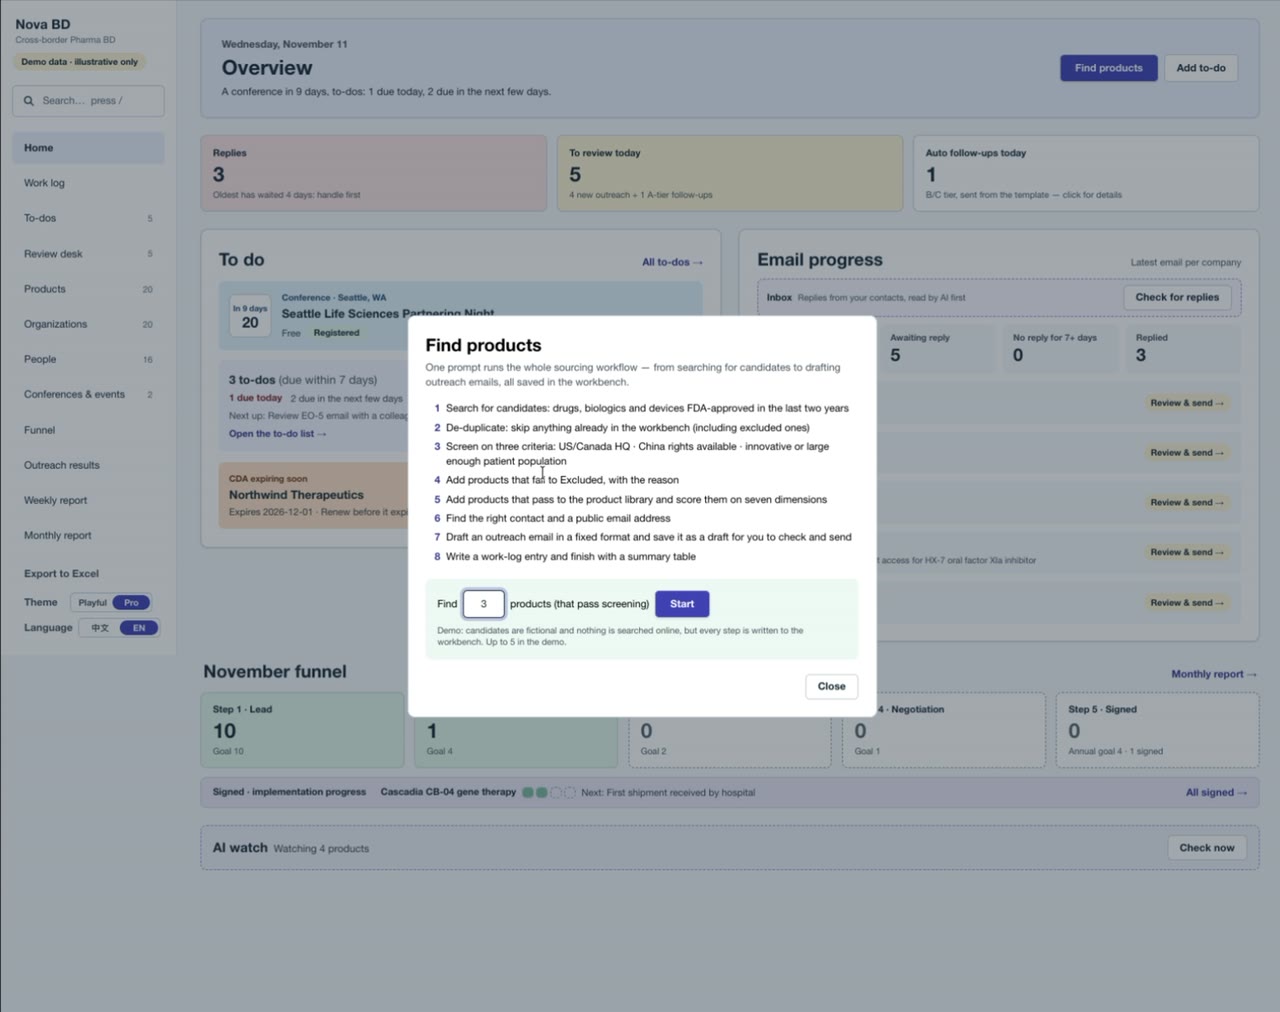 Nova BD
Cross-border Pharma BD
Demo data · illustrative only
Search... press /
Home
Work log
To-dos 5
Review desk 5
Products 20
Organizations 20
People 16
Conferences & events 2
Funnel
Outreach results
Weekly report
Monthly report
Export to Excel
Theme Playful Pro
Language 中文 EN
Wednesday, November 11
Overview
A conference in 9 days, to-dos: 1 due today, 2 due in the next few days.
Find products
Add to-do
Replies
3
Oldest has waited 4 days: handle first
To review today
5
4 new outreach + 1 A-tier follow-ups
Auto follow-ups today
1
B/C tier, sent from the template — click for details
To do
All to-dos →
In 9 days
20
Conference · Seattle, WA
Seattle Life Sciences Partnering Night
Free Registered
3 to-dos (due within 7 days)
1 due today 2 due in the next few days
Next up: Review EO-5 email with a
Open the to-do list →
CDA expiring soon
Northwind Therapeutics
Expires 2026-12-01 · Renew before it
Email progress
Latest email per company
Inbox Replies from your contacts, read by AI first
Check for replies
Awaiting reply
5
No reply for 7+ days
0
Replied
3
Review & send →
Review & send →
Review & send →
Review & send →
access for HX-7 oral factor XIa inhibitor
Review & send →
Find products
One prompt runs the whole sourcing workflow — from searching for candidates to drafting
outreach emails, all saved in the workbench.
1 Search for candidates: drugs, biologics and devices FDA-approved in the last two years
2 De-duplicate: skip anything already in the workbench (including excluded ones)
3 Screen on three criteria: US/Canada HQ · China rights available · innovative or large
enough patient population
4 Add products that fail to Excluded, with the reason
5 Add products that pass to the product library and score them on seven dimensions
6 Find the right contact and a public email address
7 Draft an outreach email in a fixed format and save it as a draft for you to check and send
8 Write a work-log entry and finish with a summary table
Find 3 products (that pass screening) Start
Demo: candidates are fictional and nothing is searched online, but every step is written to the
workbench. Up to 5 in the demo.
Close
November funnel
Monthly report →
Step 1 · Lead
10
Goal 10
1
Goal 4
0
Goal 2
4 · Negotiation
0
Goal 1
Step 5 · Signed
0
Annual goal 4 · 1 signed
Signed · implementation progress Cascadia CB-04 gene therapy Next: First shipment received by hospital
All signed →
AI watch Watching 4 products
Check now